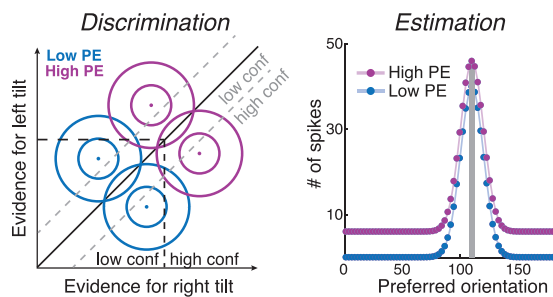 Discrimination
Low PE
High PE
low conf
high conf
Evidence for left tilt
low conf
high conf
Evidence for right tilt
Estimation
50
High PE
Low PE
30
# of spikes
10
0
50
100
150
Preferred orientation